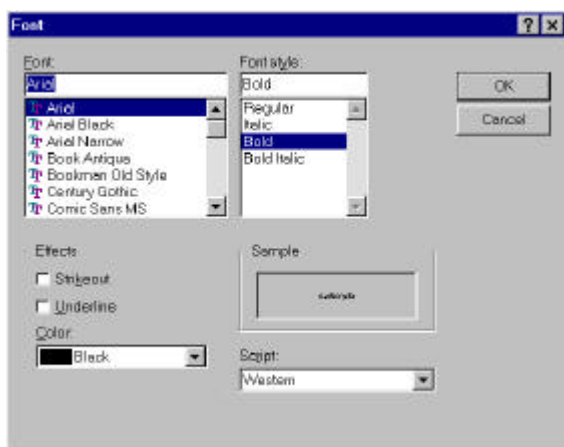 Font
Font:
Arial
Arial
Arial Black
Arial Narrow
Book Antiqua
Bookman Old Style
Century Gothic
Comic Sans MS
Font style:
Bold
Regular
Italic
Bold
Bold Italic
OK
Cancel
Effects
Strikeout
Underline
Color:
Black
Sample
Script:
Western